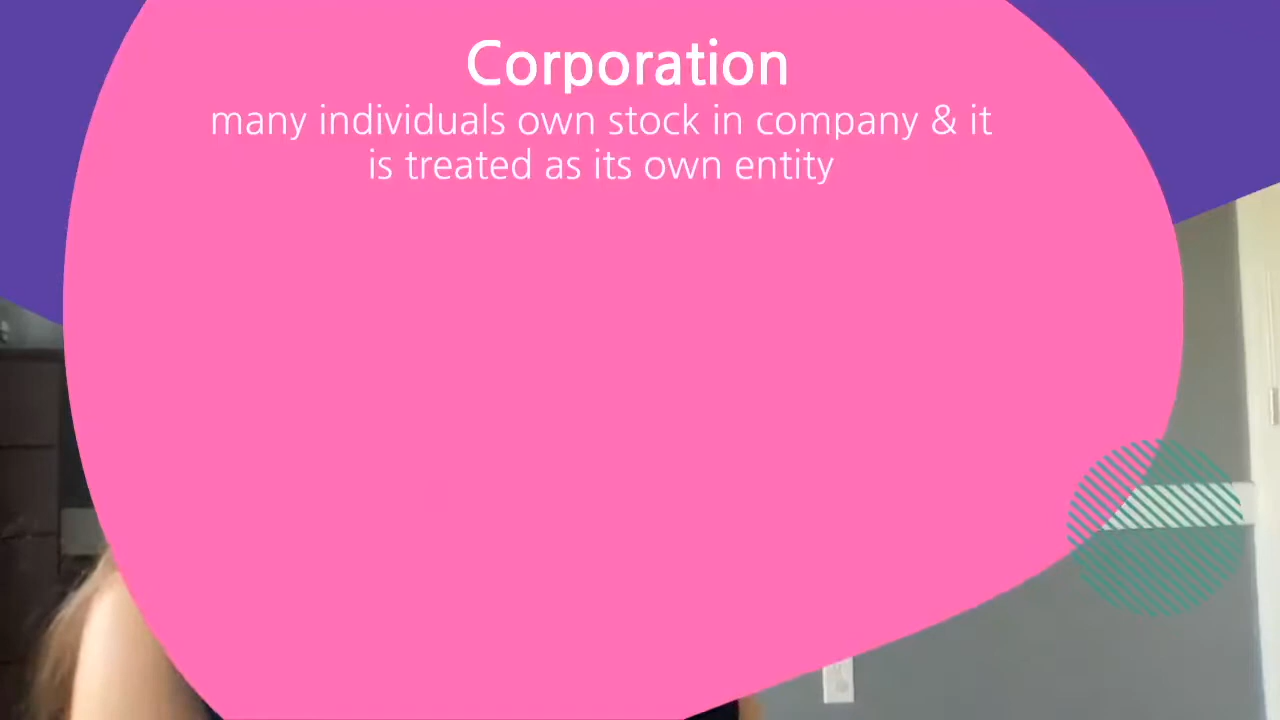 Corporation
many individuals own stock in company & it
is treated as its own entity